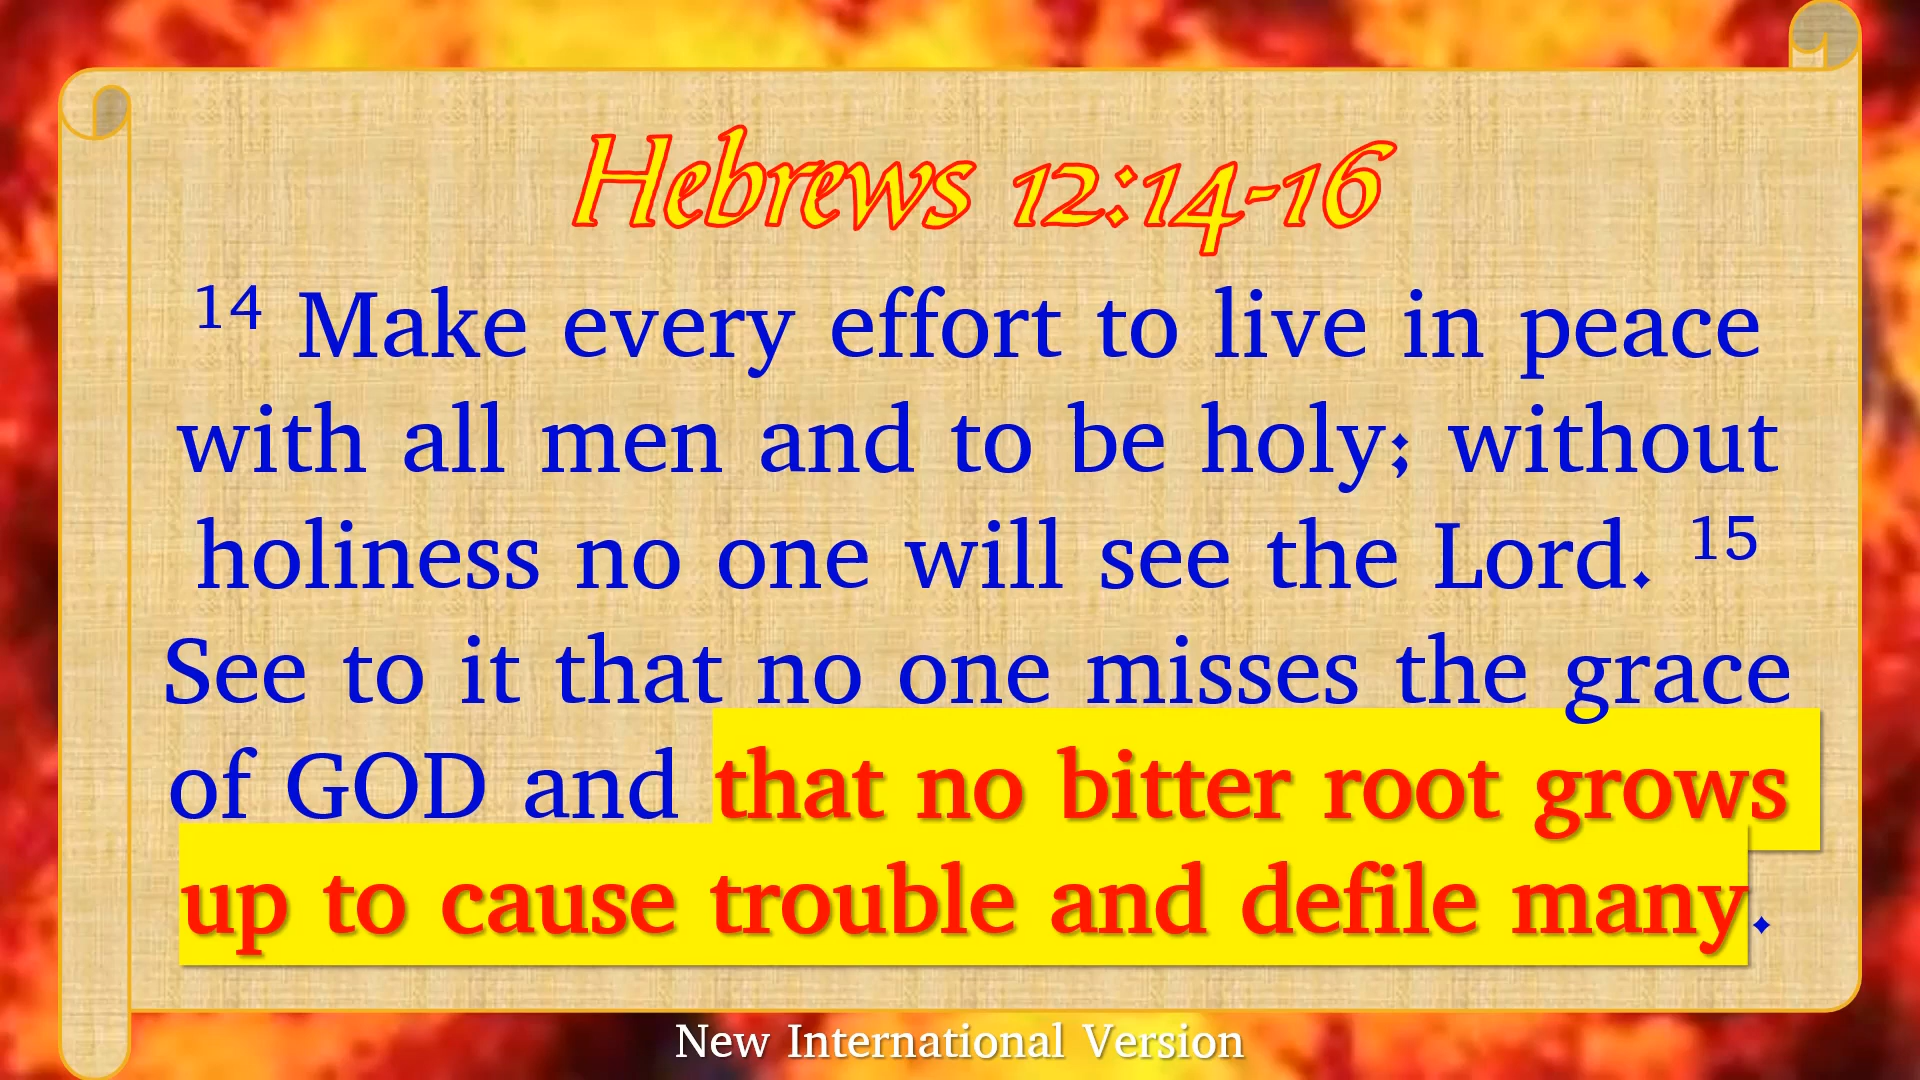 Hebrews 12:14-16
14 Make every effort to live in peace
with all men and to be holy; without
holiness no one will see the Lord. 15
See to it that no one misses the grace
of GOD and that no bitter root grows
up to cause trouble and defile many.
New International Version